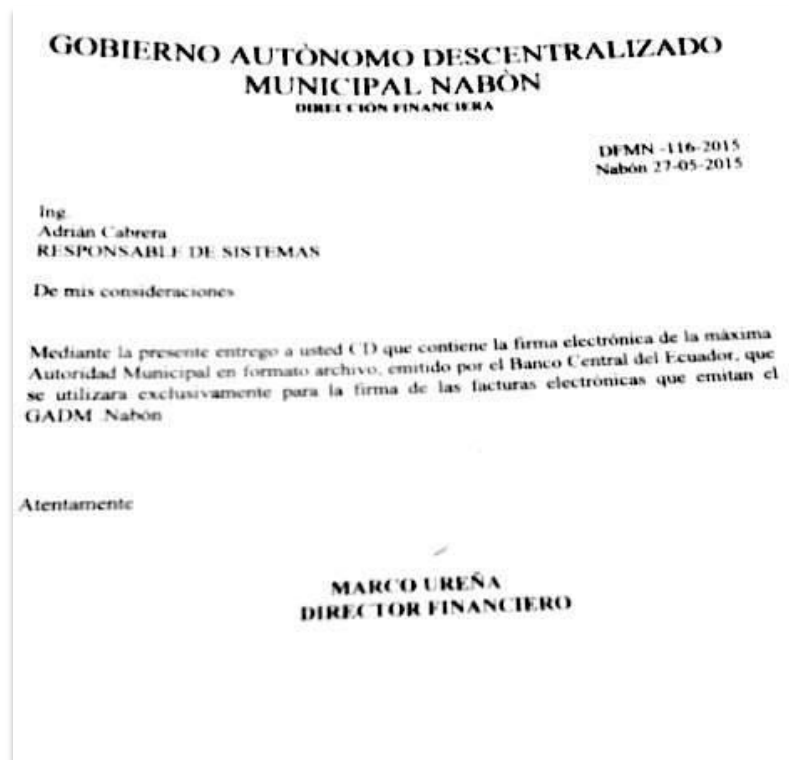 GOBIERNO AUTÒNOMO DESCENTRALIZADO
MUNICIPAL NABÒN
DIRECCIÓN FINANCIERA
DFMN -116-2015
Nabón 27-05-2015
Ing.
Adrián Cabrera
RESPONSABLE DE SISTEMAS
De mis consideraciones
Mediante la presente entrego a usted CD que contiene la firma electrónica de la máxima
Autoridad Municipal en formato archivo, emitido por el Banco Central del Ecuador, que
se utilizara exclusivamente para la firma de las facturas electrónicas que emitan el
GADM Nabón
Atentamente
MARCO UREÑA
DIRECTOR FINANCIERO